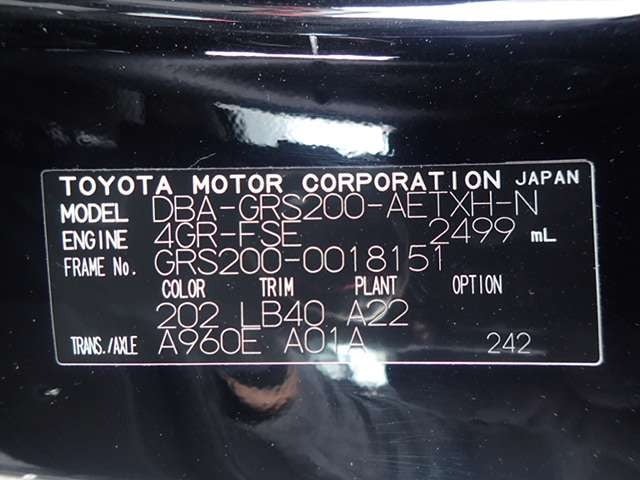 TOYOTA MOTOR CORPORATION JAPAN
MODEL DBA-GRS200-AETXH-N
ENGINE 4GR-FSE 2499 mL
FRAME No. GRS200-0018151
COLOR TRIM PLANT OPTION
202 LB40 A22
TRANS./AXLE A960E A01A 242